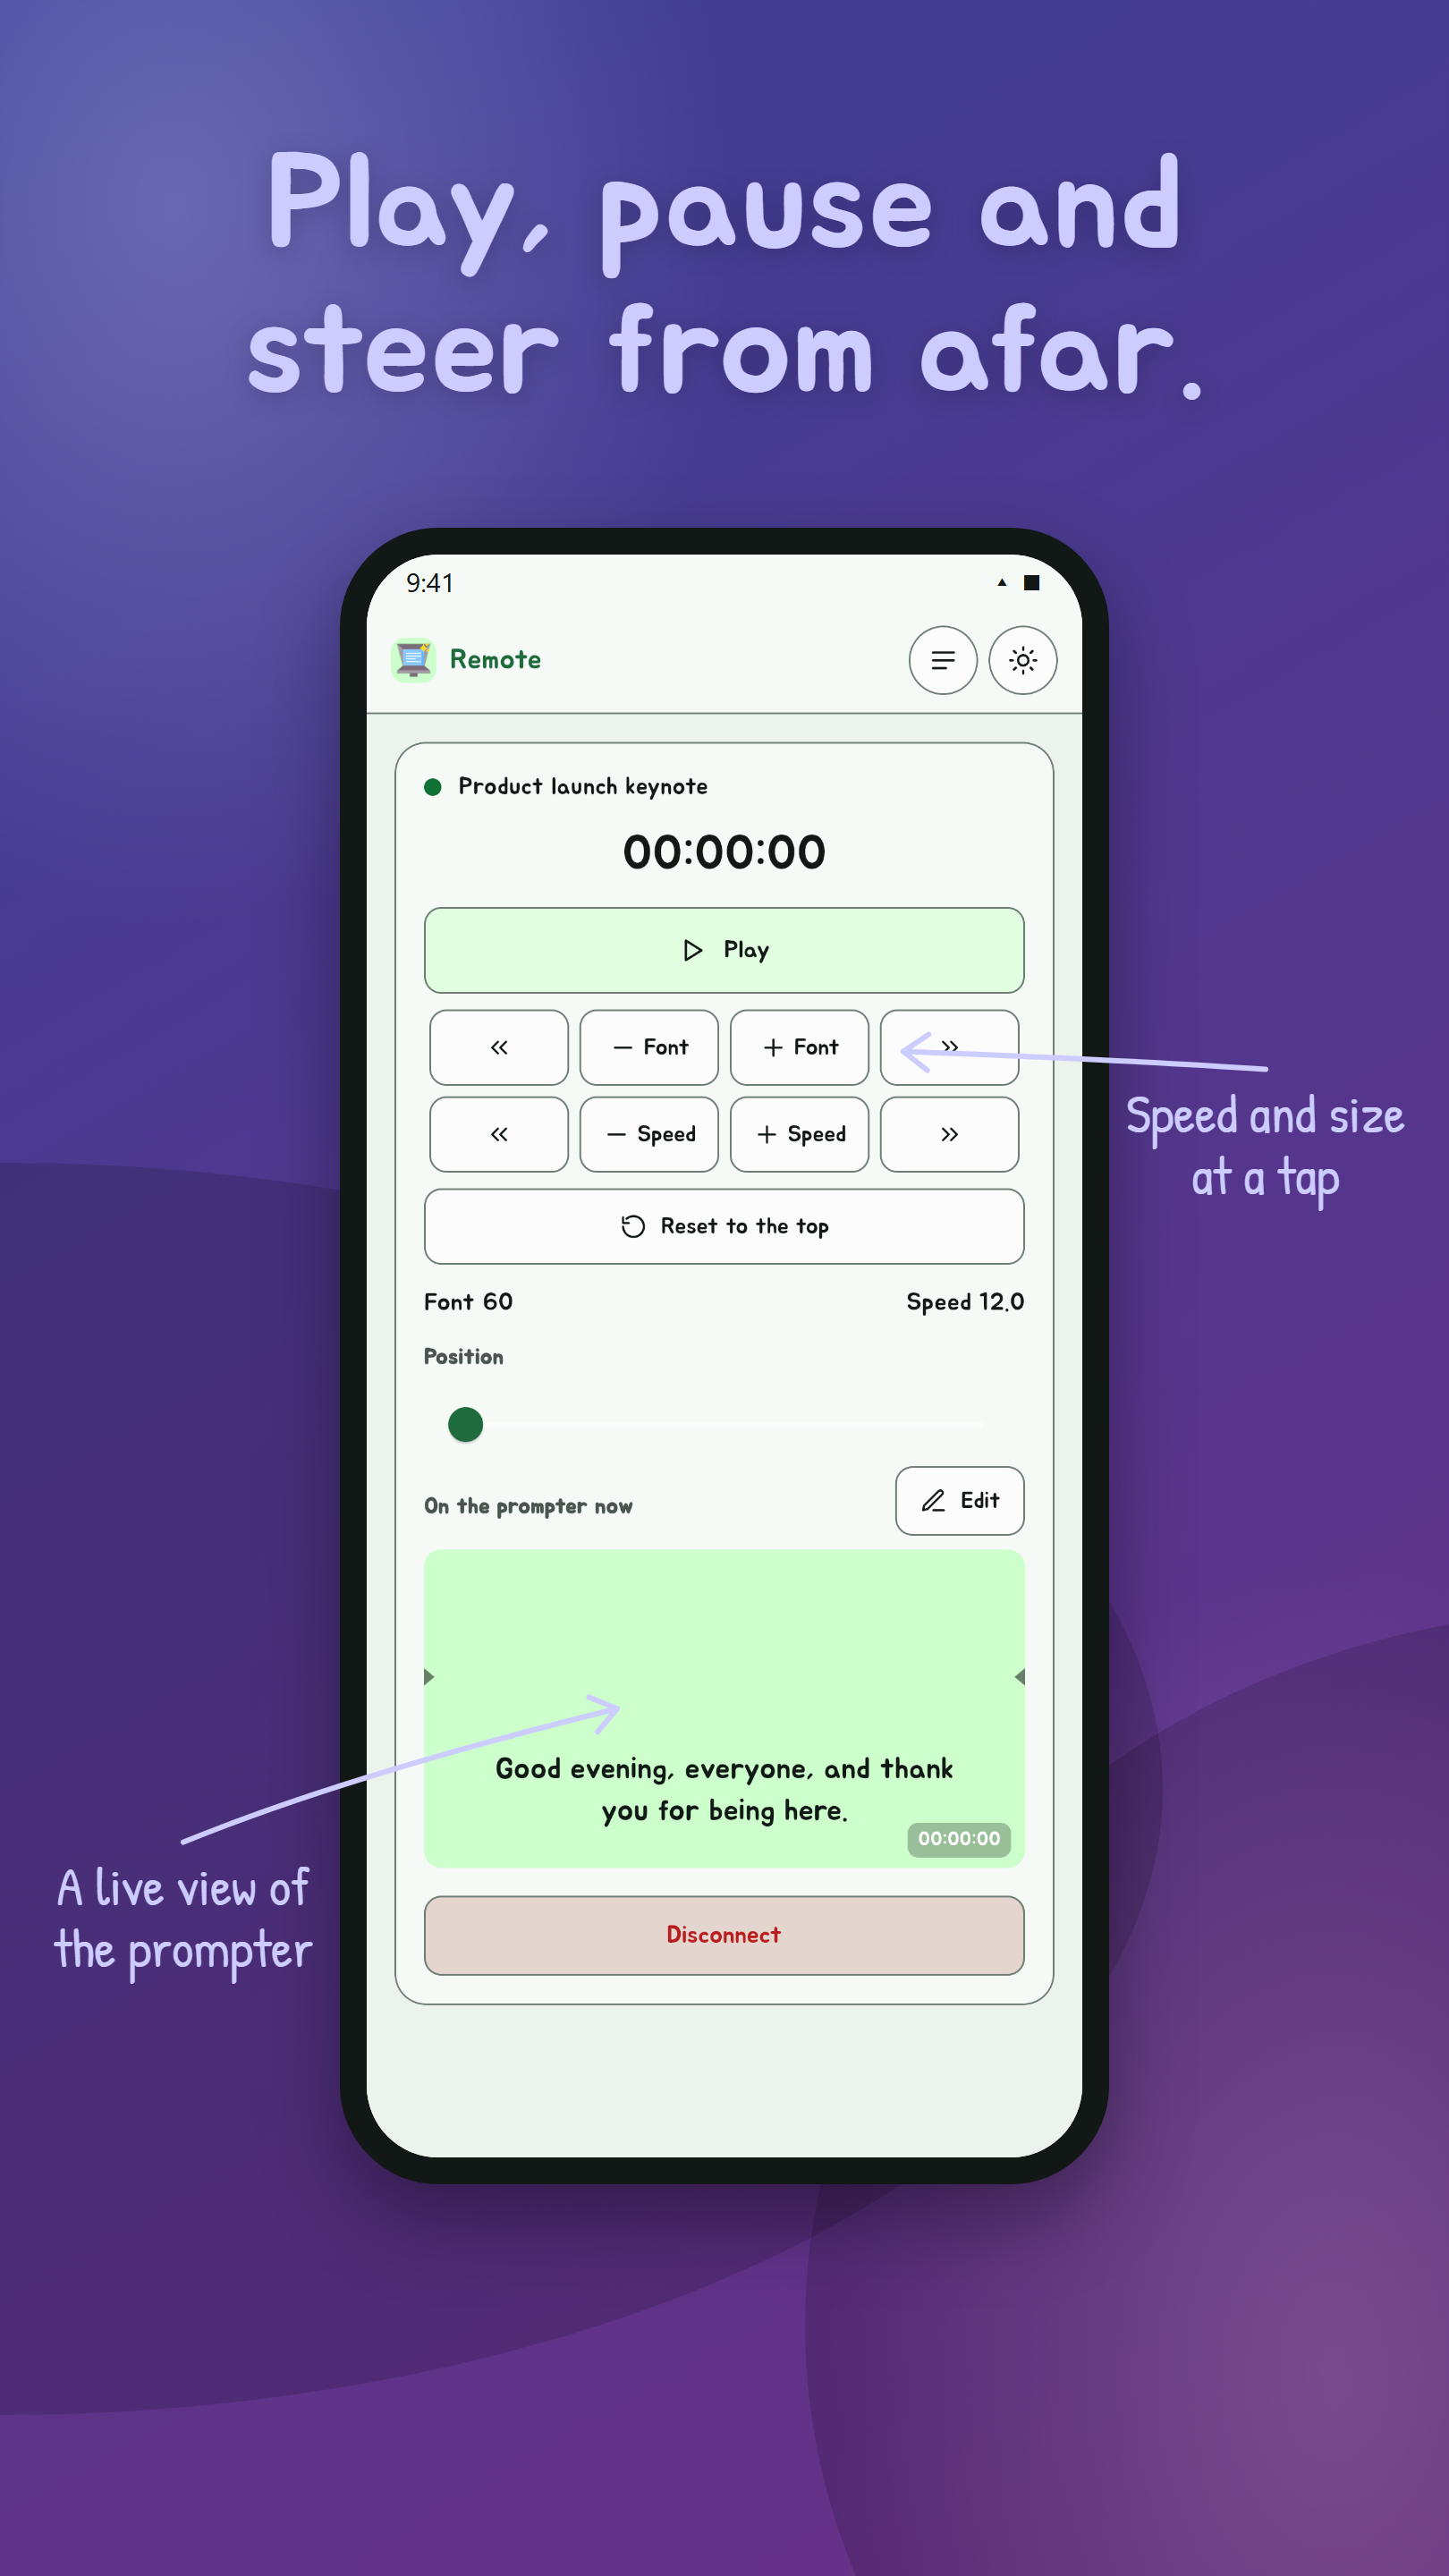 Play, pause and
steer from afar.
9:41
Remote
Product launch keynote
00:00:00
Play
« — Font + Font »
« — Speed + Speed »
Speed and size
at a tap
Reset to the top
Font 60 Speed 12.0
Position
On the prompter now Edit
Good evening, everyone, and thank
you for being here.
00:00:00
A live view of
the prompter
Disconnect